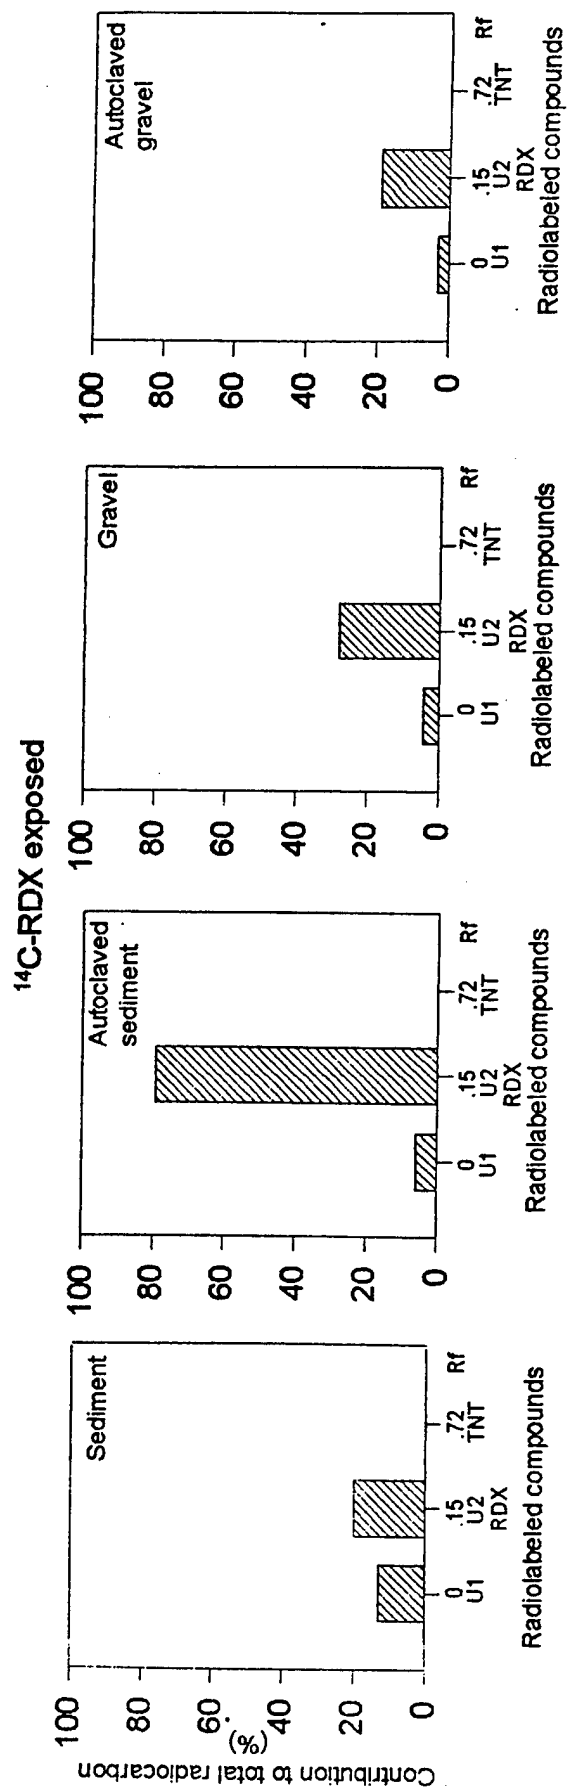 ¹⁴C-RDX exposed
Contribution to total radiocarbon
(%)
Sediment
100
80
60
40
20
0
0 .15 .72 Rf
U1 U2 TNT
RDX
Radiolabeled compounds
Autoclaved
sediment
100
80
60
40
20
0
0 .15 .72 Rf
U1 U2 TNT
RDX
Radiolabeled compounds
Gravel
100
80
60
40
20
0
0 .15 .72 Rf
U1 U2 TNT
RDX
Radiolabeled compounds
Autoclaved
gravel
100
80
60
40
20
0
0 .15 .72 Rf
U1 U2 TNT
RDX
Radiolabeled compounds